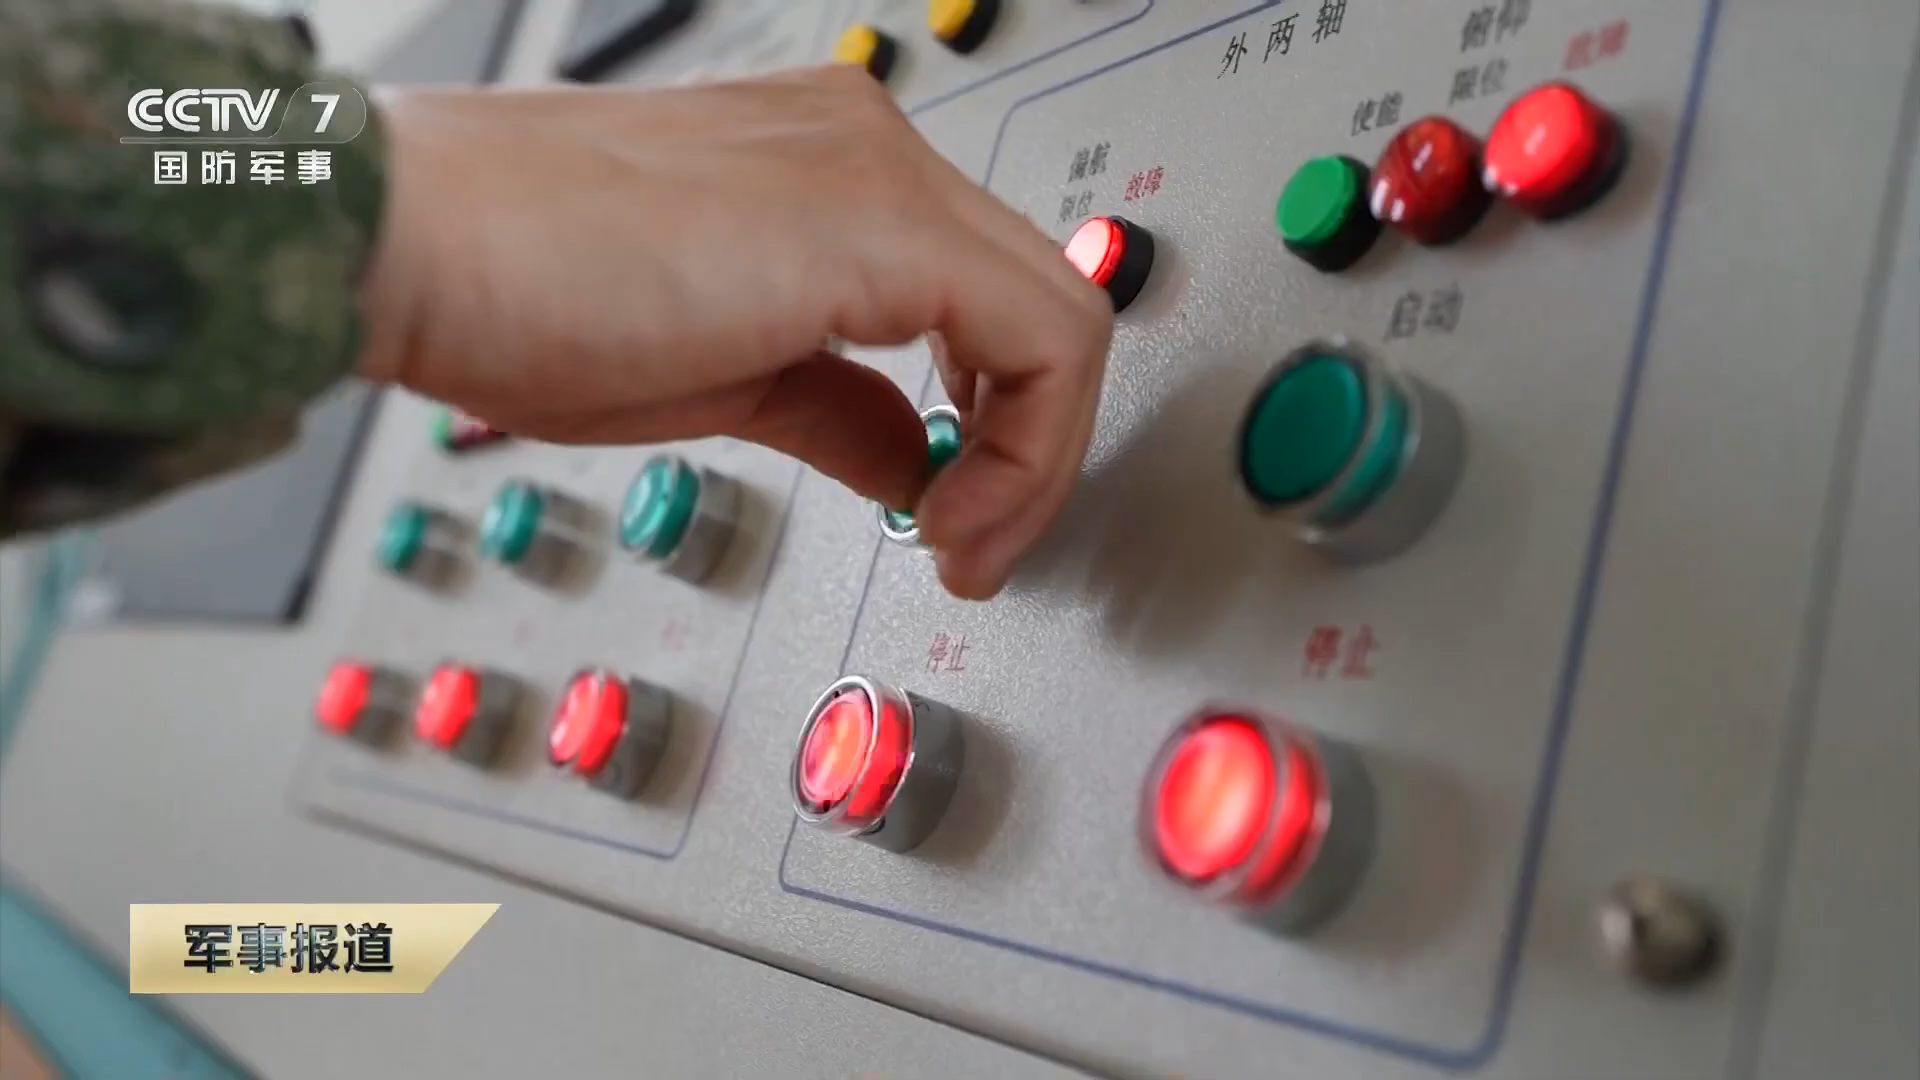 CCTV 7
国防军事
外两轴
俯仰
故障
限位
使能
偏航
故障
限位
启动
停止
停止
军事报道